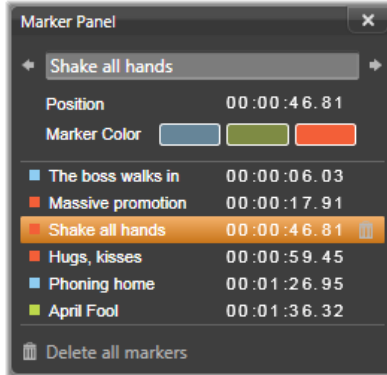 Marker Panel
Shake all hands
Position 00:00:46.81
Marker Color
The boss walks in 00:00:06.03
Massive promotion 00:00:17.91
Shake all hands 00:00:46.81
Hugs, kisses 00:00:59.45
Phoning home 00:01:26.95
April Fool 00:01:36.32
Delete all markers